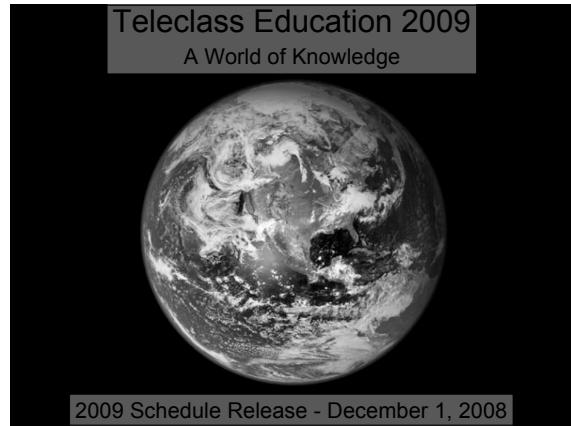 Teleclass Education 2009
A World of Knowledge
2009 Schedule Release - December 1, 2008